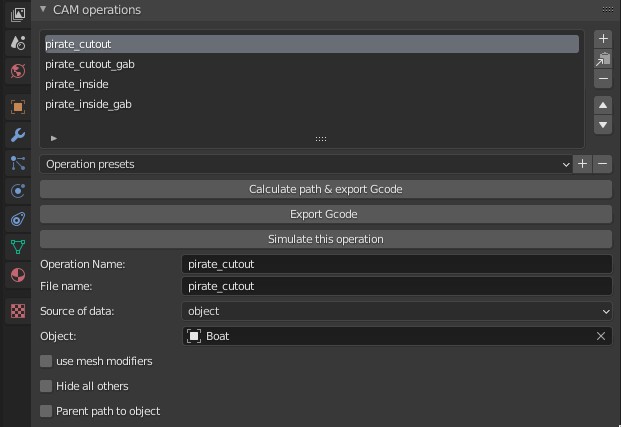 CAM operations
pirate_cutout
pirate_cutout_gab
pirate_inside
pirate_inside_gab
Operation presets
Calculate path & export Gcode
Export Gcode
Simulate this operation
Operation Name: pirate_cutout
File name: pirate_cutout
Source of data: object
Object: Boat
use mesh modifiers
Hide all others
Parent path to object